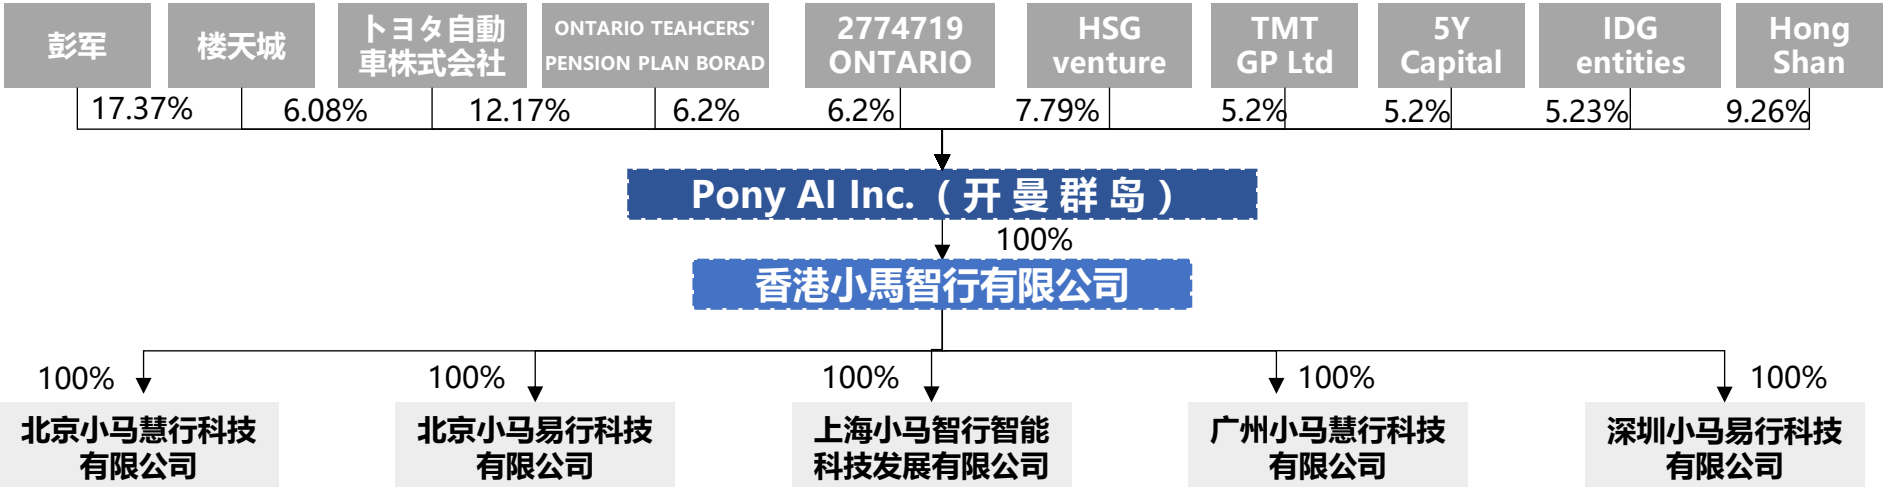 彭军
楼天城
トヨタ自動
車株式会社
ONTARIO TEAHCERS'
PENSION PLAN BORAD
2774719
ONTARIO
HSG
venture
TMT
GP Ltd
5Y
Capital
IDG
entities
Hong
Shan
17.37%
6.08%
12.17%
6.2%
6.2%
7.79%
5.2%
5.2%
5.23%
9.26%
Pony AI Inc.（开曼群岛）
100%
香港小馬智行有限公司
100%
100%
100%
100%
100%
北京小马慧行科技
有限公司
北京小马易行科技
有限公司
上海小马智行智能
科技发展有限公司
广州小马慧行科技
有限公司
深圳小马易行科技
有限公司